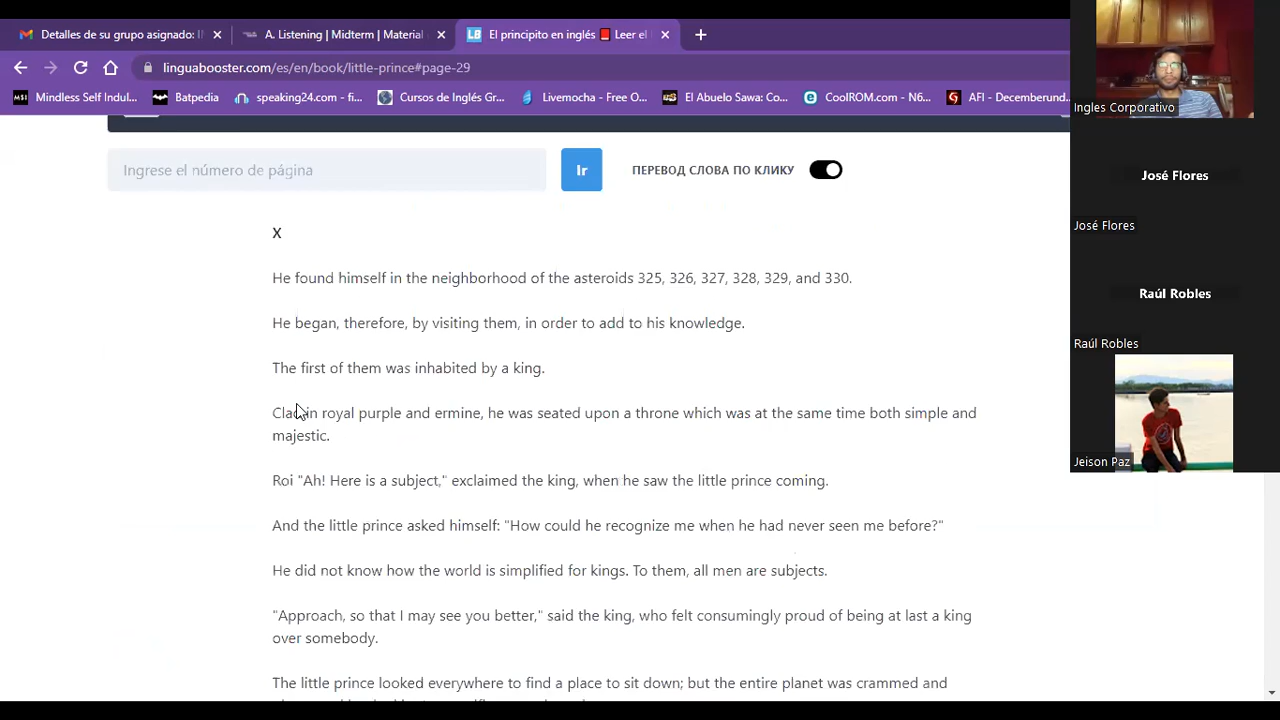 Detalles de su grupo asignado: I
A. Listening | Midterm | Material
El principito en inglés 📕 Leer el
linguabooster.com/es/en/book/little-prince#page-29
Mindless Self Indul...
Batpedia
speaking24.com - fi...
Cursos de Inglés Gr...
Livemocha - Free O...
El Abuelo Sawa: Co...
CoolROM.com - N6...
AFI - Decemberund
Ingrese el número de página
Ir
ПЕРЕВОД СЛОВА ПО КЛИКУ
X
He found himself in the neighborhood of the asteroids 325, 326, 327, 328, 329, and 330.
He began, therefore, by visiting them, in order to add to his knowledge.
The first of them was inhabited by a king.
Clad in royal purple and ermine, he was seated upon a throne which was at the same time both simple and
majestic.
Roi "Ah! Here is a subject," exclaimed the king, when he saw the little prince coming.
And the little prince asked himself: "How could he recognize me when he had never seen me before?"
He did not know how the world is simplified for kings. To them, all men are subjects.
"Approach, so that I may see you better," said the king, who felt consumingly proud of being at last a king
over somebody.
The little prince looked everywhere to find a place to sit down; but the entire planet was crammed and
Ingles Corporativo
José Flores
José Flores
Raúl Robles
Raúl Robles
Jeison Paz